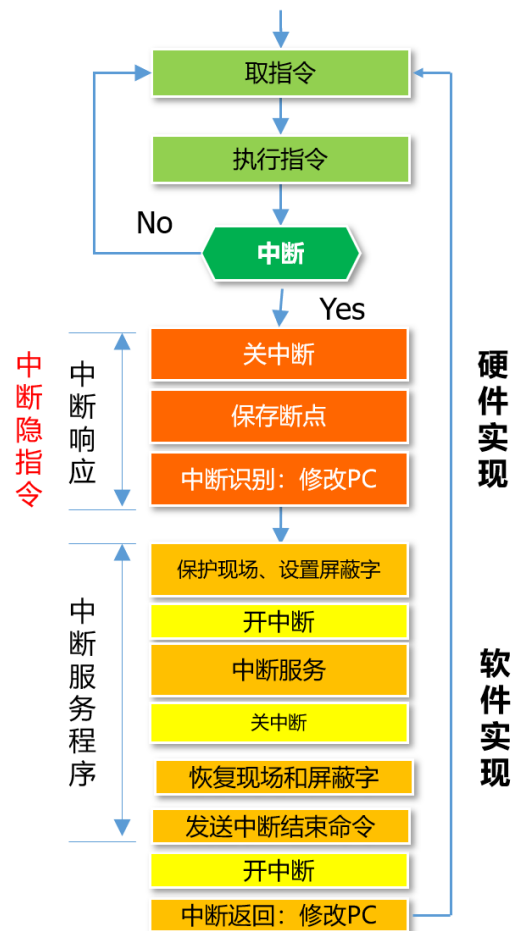 取指令
执行指令
No
中断
Yes
关中断
保存断点
中断识别：修改PC
中断响应
中断隐指令
硬件实现
保护现场、设置屏蔽字
开中断
中断服务
关中断
恢复现场和屏蔽字
发送中断结束命令
中断服务程序
软件实现
开中断
中断返回：修改PC